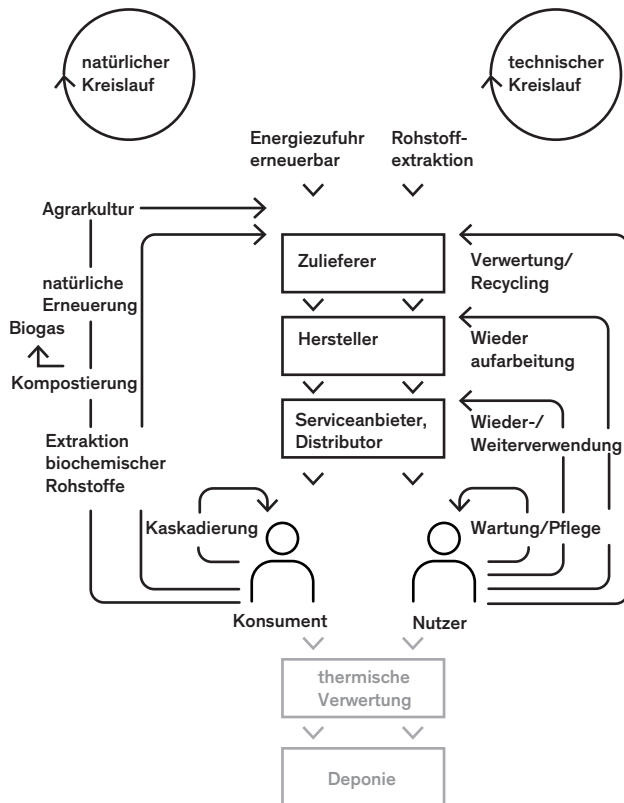 natürlicher
Kreislauf
technischer
Kreislauf
Energiezufuhr
erneuerbar
Rohstoff-
extraktion
Agrarkultur
Zulieferer
Verwertung/
Recycling
natürliche
Erneuerung
Biogas
Hersteller
Wieder
aufarbeitung
Kompostierung
Serviceanbieter,
Distributor
Wieder-/
Weiterverwendung
Extraktion
biochemischer
Rohstoffe
Kaskadierung
Wartung/Pflege
Konsument
Nutzer
thermische
Verwertung
Deponie